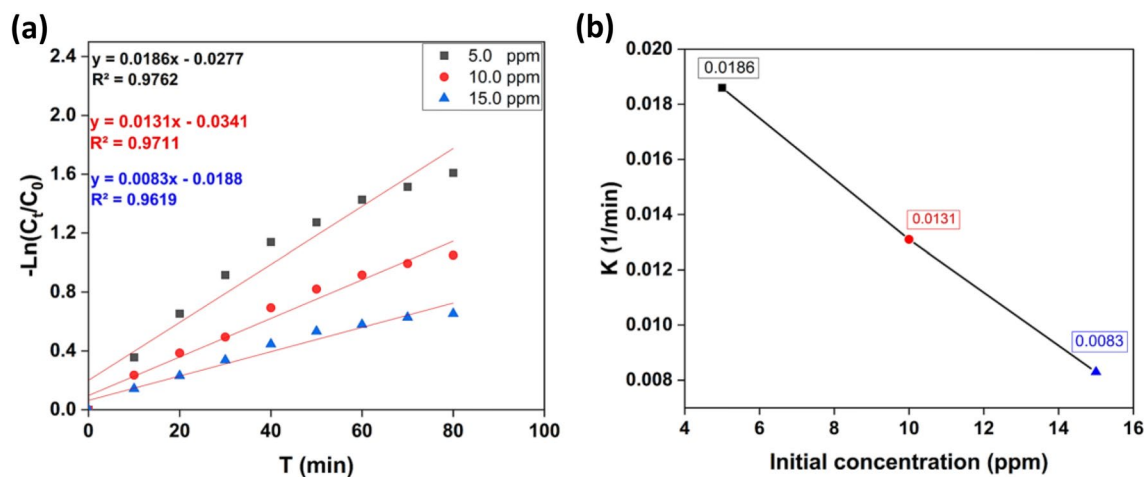 (a)
2.4
2.0
1.6
1.2
0.8
0.4
0.0
-Ln(Cₜ/C₀)
y = 0.0186x - 0.0277
R² = 0.9762
y = 0.0131x - 0.0341
R² = 0.9711
y = 0.0083x - 0.0188
R² = 0.9619
5.0 ppm
10.0 ppm
15.0 ppm
0 20 40 60 80 100
T (min)
(b)
0.020
0.018
0.016
0.014
0.012
0.010
0.008
K (1/min)
0.0186
0.0131
0.0083
4 6 8 10 12 14 16
Initial concentration (ppm)